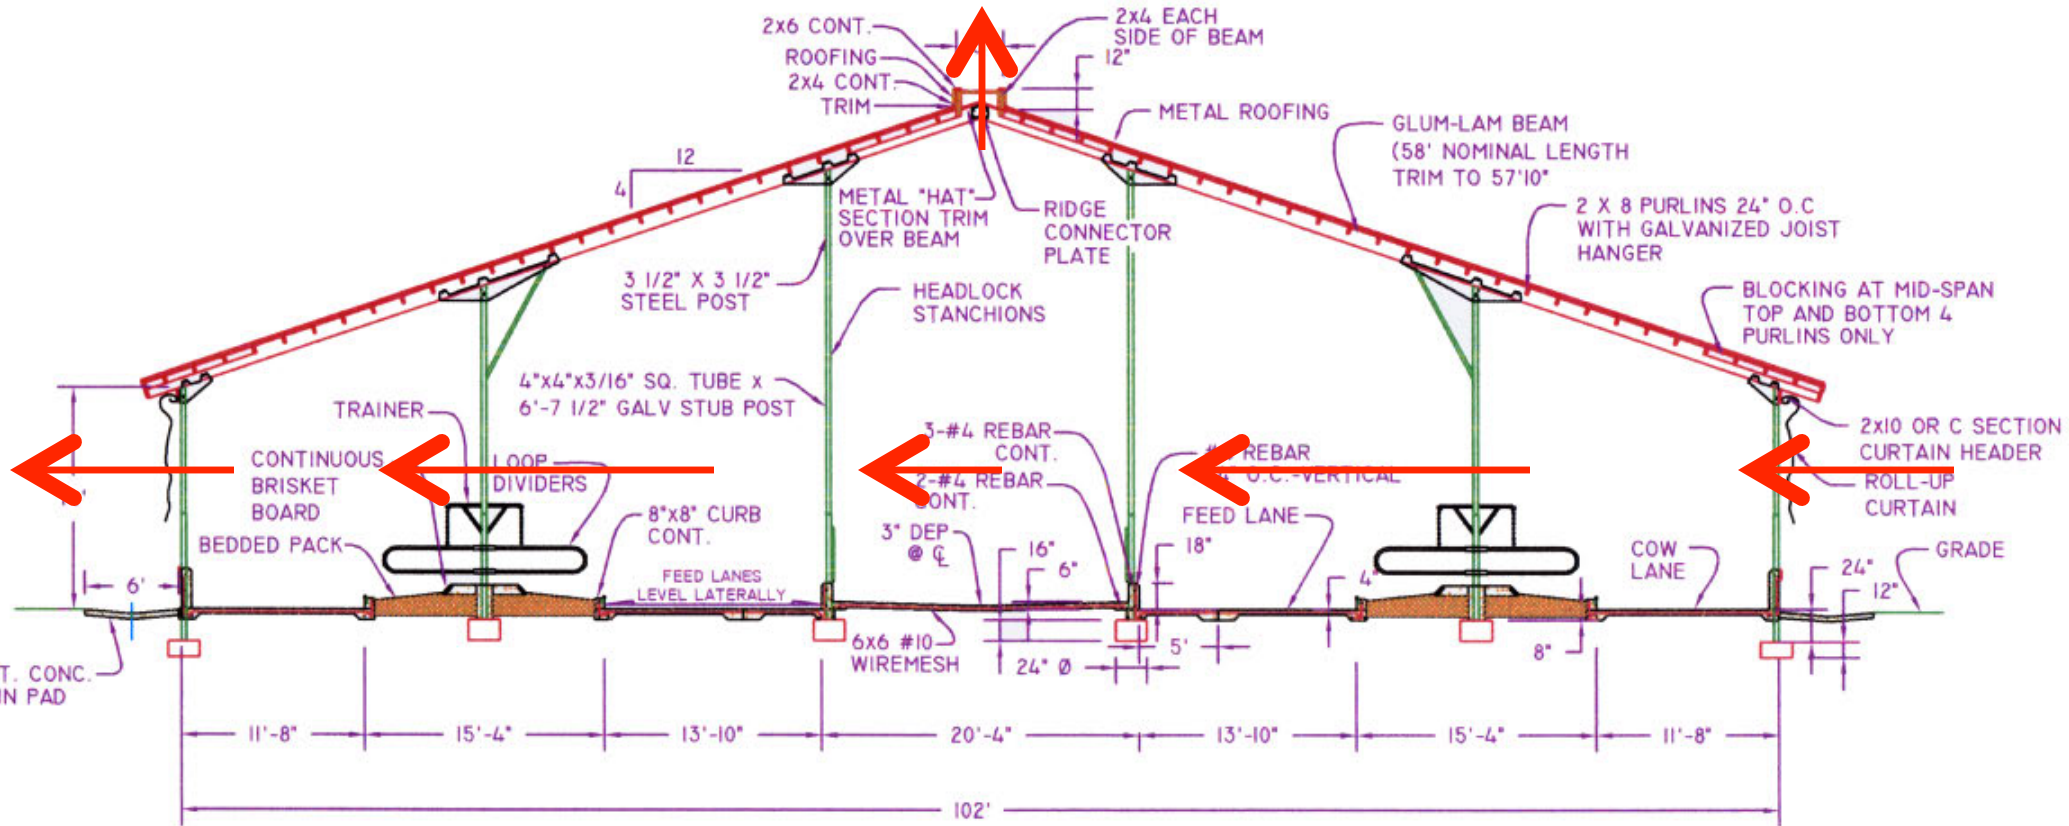 2x6 CONT.
ROOFING
2x4 CONT.
TRIM
2x4 EACH
SIDE OF BEAM
12"
METAL ROOFING
GLUM-LAM BEAM
(58' NOMINAL LENGTH
TRIM TO 57'10"
12
4
METAL "HAT"
SECTION TRIM
OVER BEAM
RIDGE
CONNECTOR
PLATE
2 X 8 PURLINS 24" O.C
WITH GALVANIZED JOIST
HANGER
3 1/2" X 3 1/2"
STEEL POST
HEADLOCK
STANCHIONS
BLOCKING AT MID-SPAN
TOP AND BOTTOM 4
PURLINS ONLY
4"x4"x3/16" SQ. TUBE x
6'-7 1/2" GALV STUB POST
TRAINER
CONTINUOUS
BRISKET
BOARD
LOOP
DIVIDERS
3-#4 REBAR
CONT.
2-#4 REBAR
CONT.
REBAR
O.C.-VERTICAL
2x10 OR C SECTION
CURTAIN HEADER
ROLL-UP
CURTAIN
BEDDED PACK
8"x8" CURB
CONT.
3" DEP
@ ℄
16"
6"
18"
FEED LANE
4"
COW
LANE
GRADE
24"
12"
6'
FEED LANES
LEVEL LATERALLY
6x6 #10
WIREMESH
24" Ø
5'
8"
T. CONC.
IN PAD
11'-8"
15'-4"
13'-10"
20'-4"
13'-10"
15'-4"
11'-8"
102'